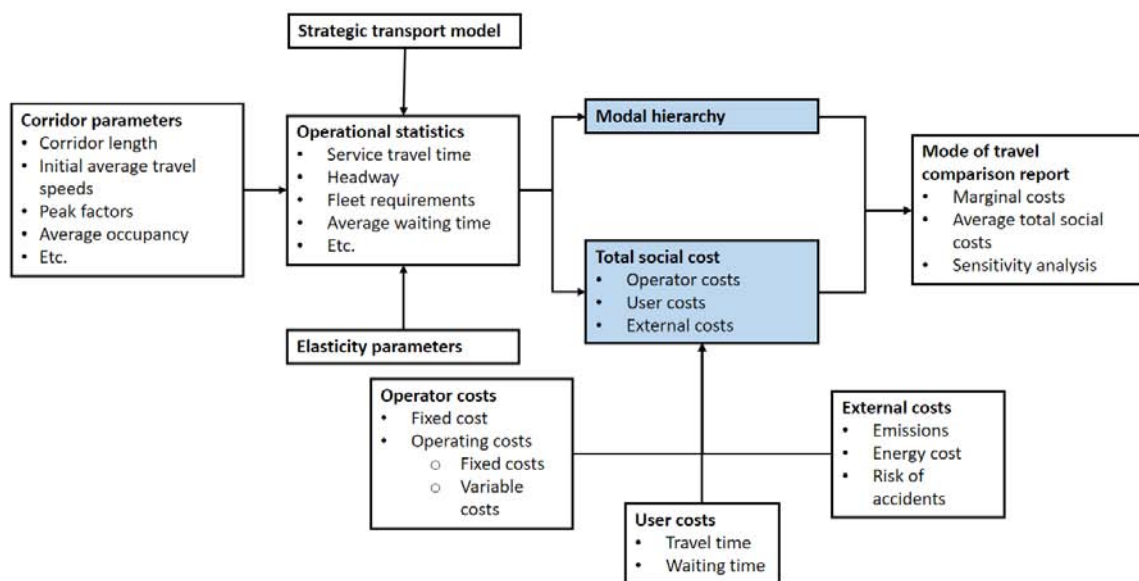 Strategic transport model
Corridor parameters
• Corridor length
• Initial average travel
speeds
• Peak factors
• Average occupancy
• Etc.
Operational statistics
• Service travel time
• Headway
• Fleet requirements
• Average waiting time
• Etc.
Elasticity parameters
Modal hierarchy
Total social cost
• Operator costs
• User costs
• External costs
Mode of travel
comparison report
• Marginal costs
• Average total social
costs
• Sensitivity analysis
Operator costs
• Fixed cost
• Operating costs
○ Fixed costs
○ Variable
costs
User costs
• Travel time
• Waiting time
External costs
• Emissions
• Energy cost
• Risk of
accidents